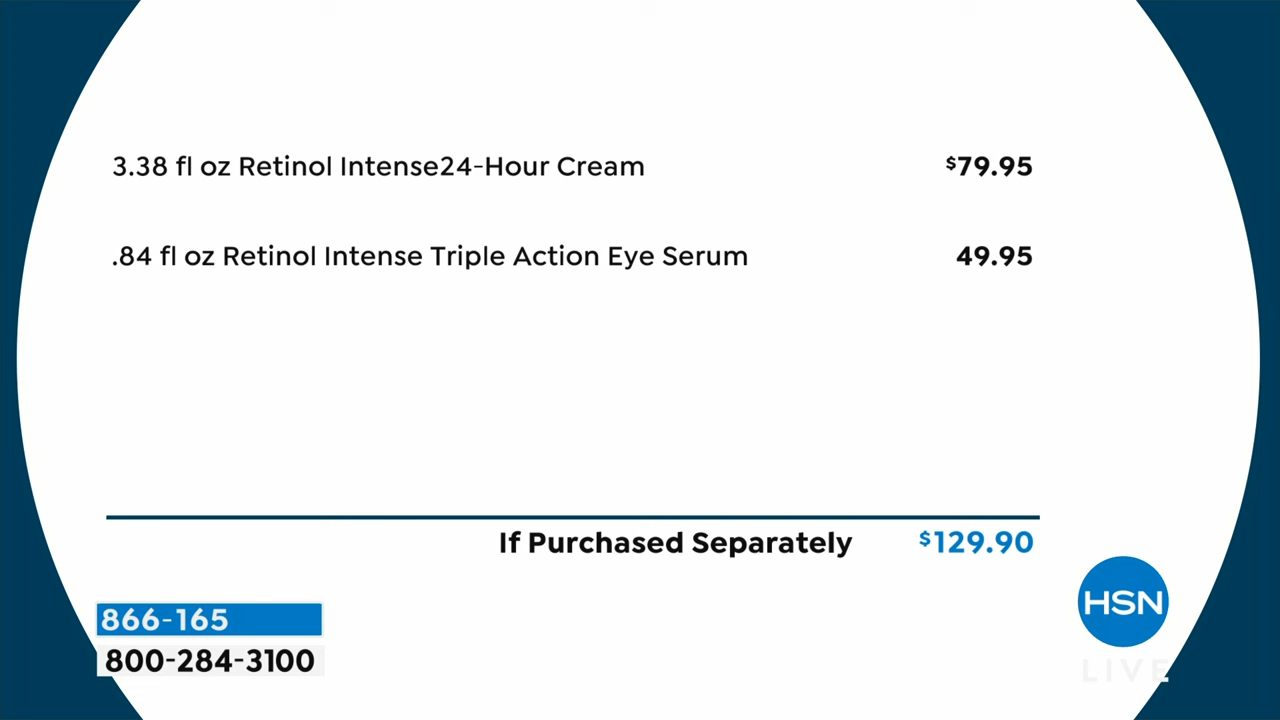 3.38 fl oz Retinol Intense24-Hour Cream $79.95
.84 fl oz Retinol Intense Triple Action Eye Serum 49.95
If Purchased Separately $129.90
866-165
800-284-3100
HSN
LIVE